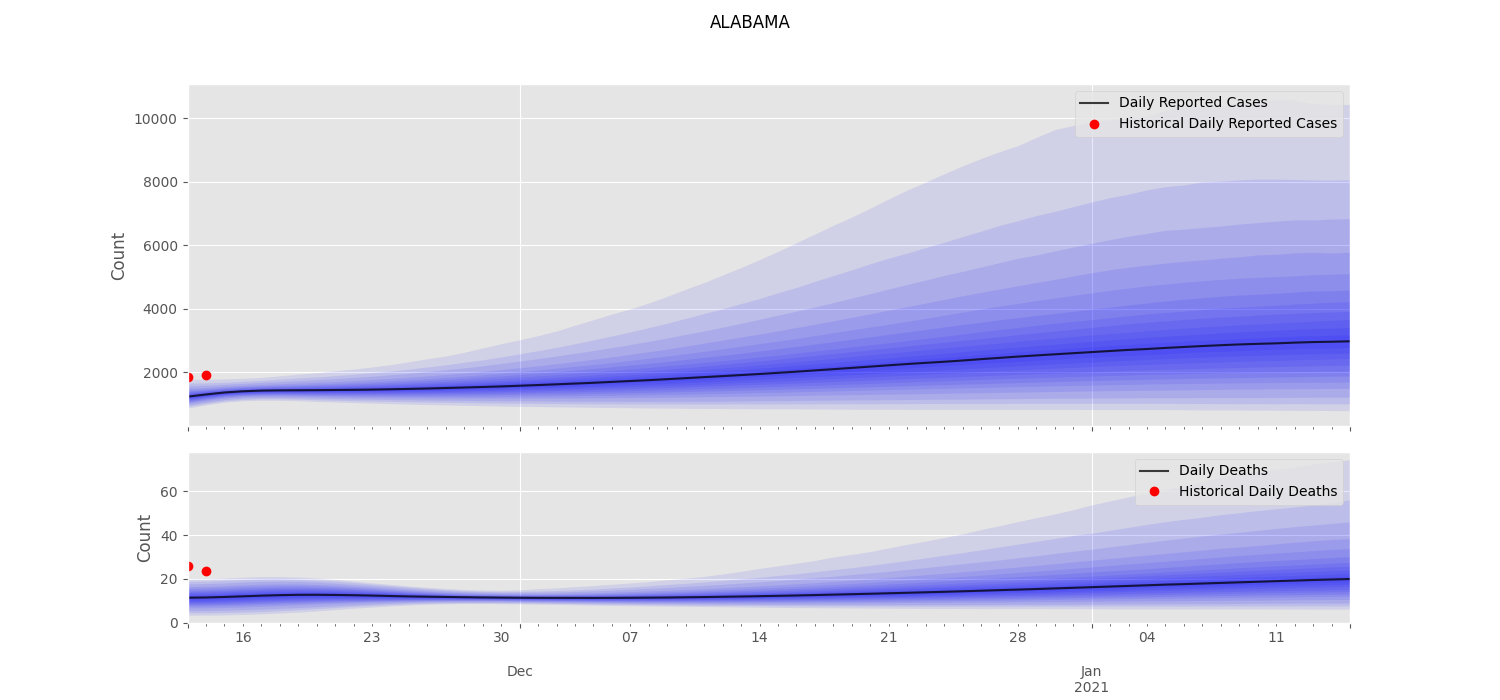 ALABAMA
Daily Reported Cases
Historical Daily Reported Cases
10000
8000
6000
4000
2000
Count
Daily Deaths
Historical Daily Deaths
60
40
20
0
Count
16 23 30 07 14 21 28 04 11
Dec Jan
2021